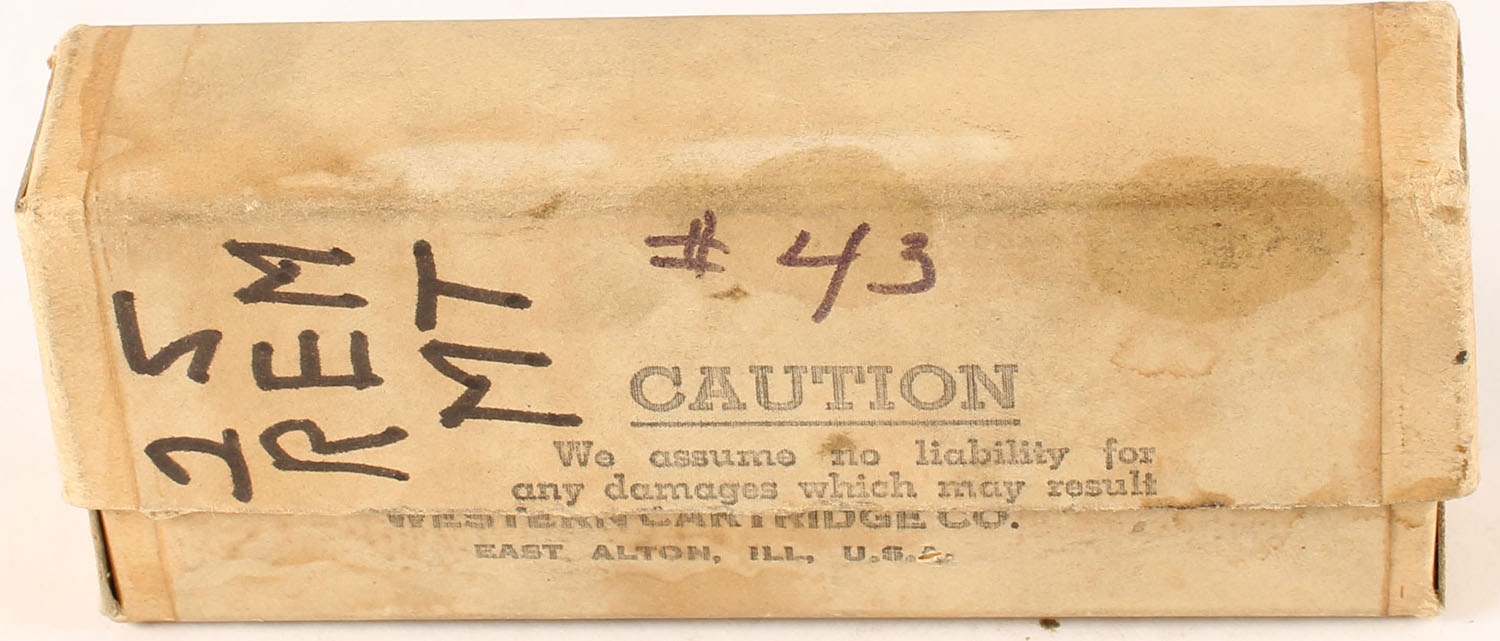 25
REM
MT
# 43
CAUTION
We assume no liability for
any damages which may result
WESTERN CARTRIDGE CO.
EAST ALTON, ILL, U.S.A.